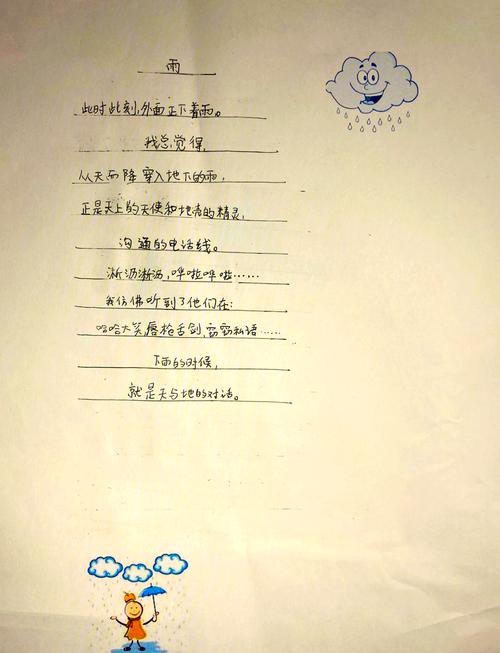 雨
此时此刻,外面正下着雨。
我总觉得,
从天而降穿入地下的雨,
正是天上的天使和地壳的精灵,
沟通的电话线。
淅沥淅沥,哗啦哗啦……
我仿佛听到了他们在:
哈哈大笑唇枪舌剑,窃窃私语……
下雨的时候,
就是天与地的对话。